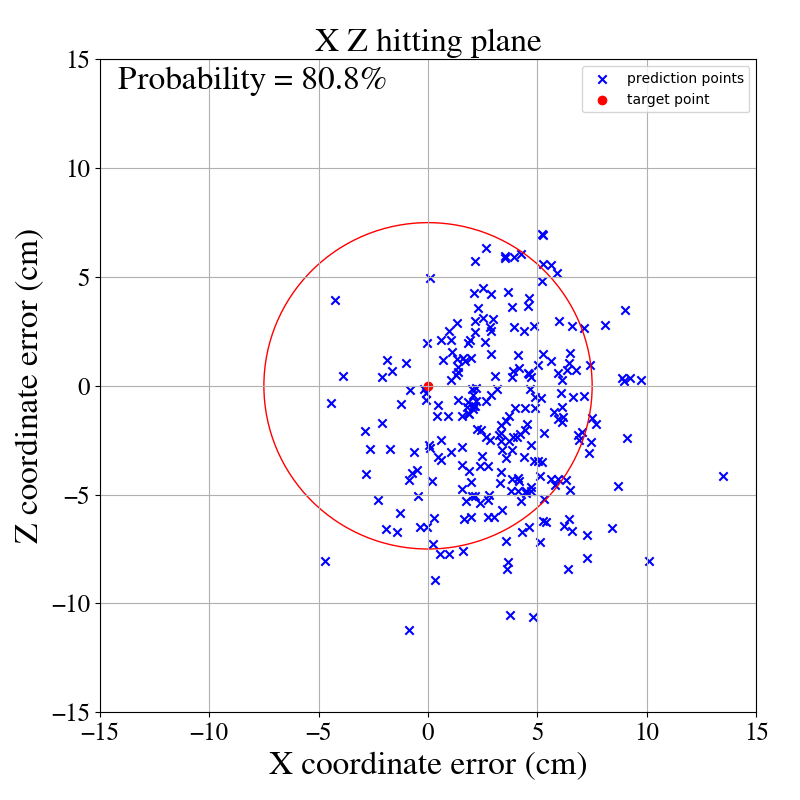 X Z hitting plane
Probability = 80.8%
prediction points
target point
Z coordinate error (cm)
15
10
5
0
−5
−10
−15
−15 −10 −5 0 5 10 15
X coordinate error (cm)